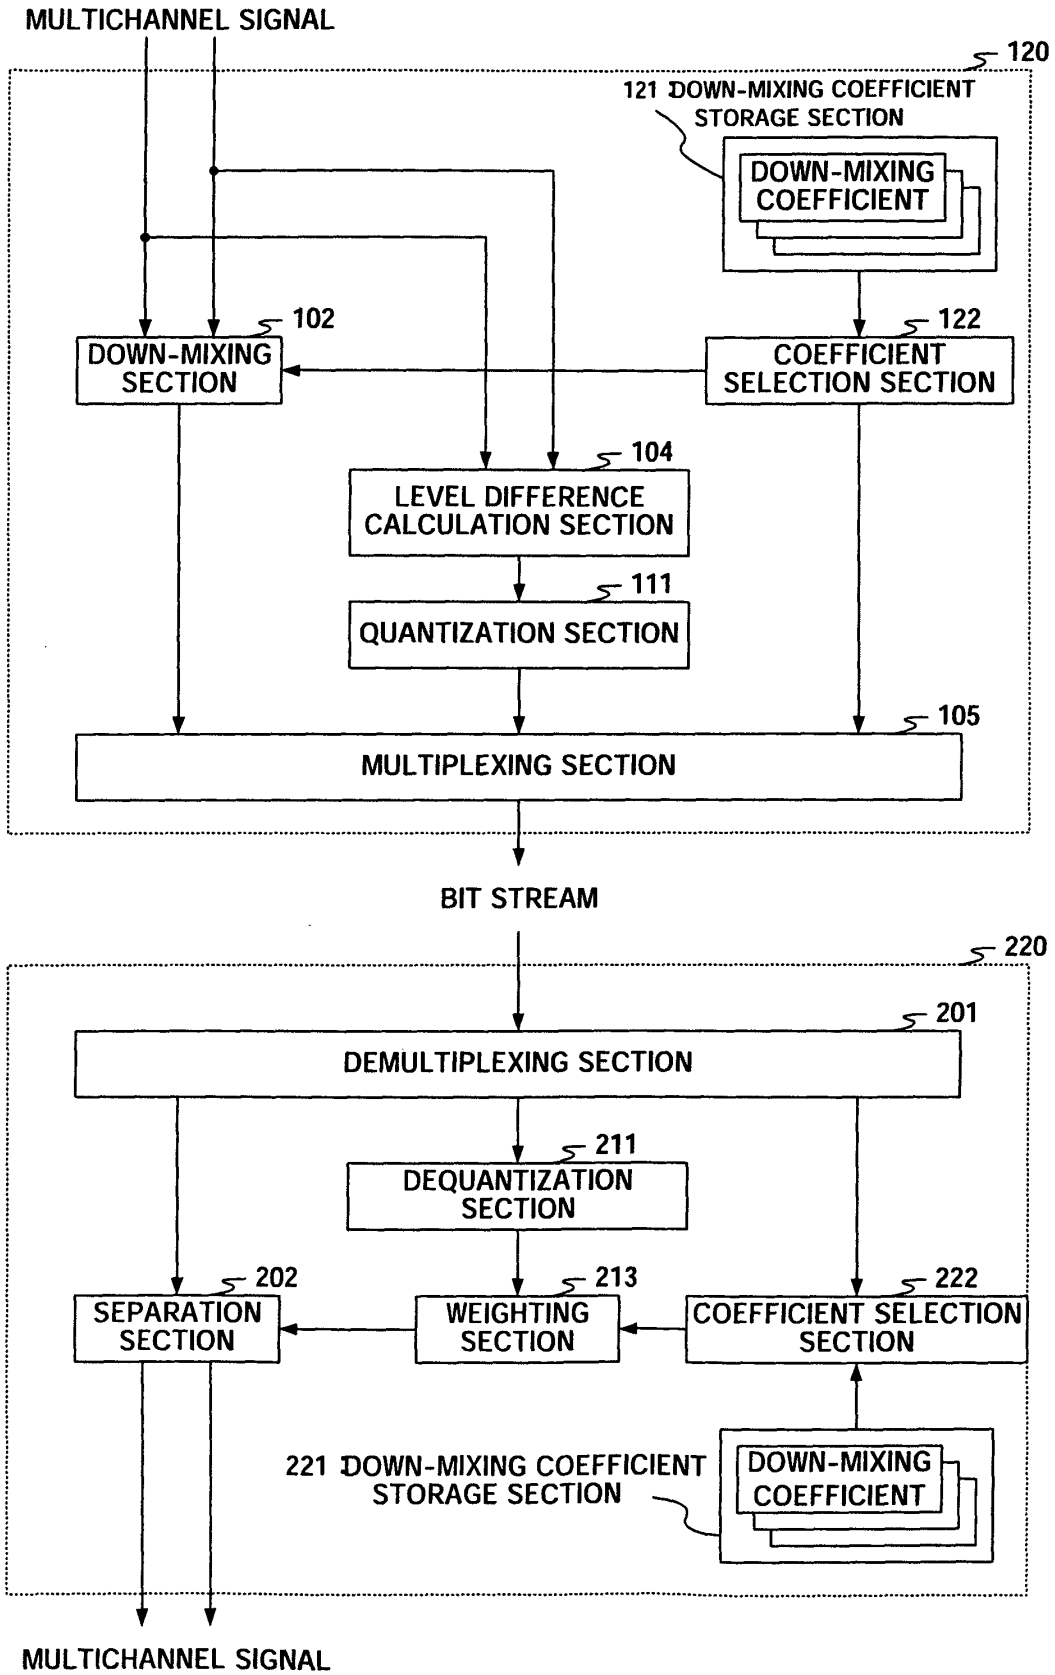 MULTICHANNEL SIGNAL
120
121 :DOWN-MIXING COEFFICIENT
STORAGE SECTION
DOWN-MIXING
COEFFICIENT
102
DOWN-MIXING
SECTION
122
COEFFICIENT
SELECTION SECTION
104
LEVEL DIFFERENCE
CALCULATION SECTION
111
QUANTIZATION SECTION
105
MULTIPLEXING SECTION
BIT STREAM
220
201
DEMULTIPLEXING SECTION
211
DEQUANTIZATION
SECTION
202
SEPARATION
SECTION
213
WEIGHTING
SECTION
222
COEFFICIENT SELECTION
SECTION
221 :DOWN-MIXING COEFFICIENT
STORAGE SECTION
DOWN-MIXING
COEFFICIENT
MULTICHANNEL SIGNAL